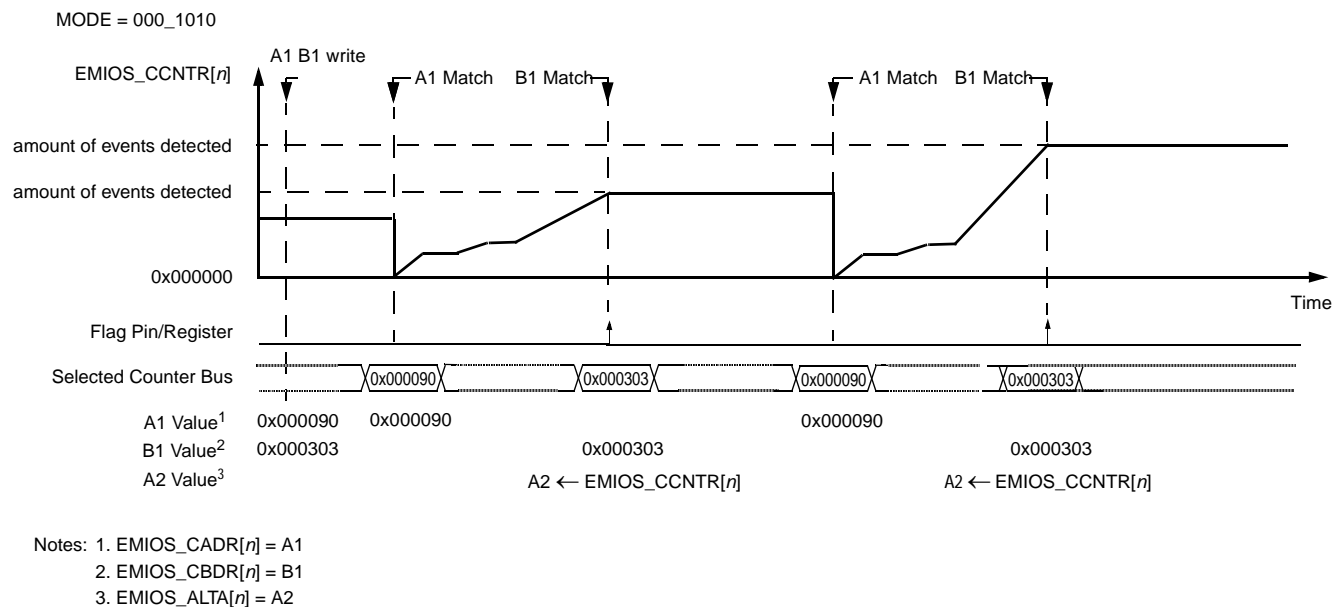 MODE = 000_1010
A1 B1 write
EMIOS_CCNTR[n]
A1 Match B1 Match A1 Match B1 Match
amount of events detected
amount of events detected
0x000000
Time
Flag Pin/Register
Selected Counter Bus 0x000090 0x000303 0x000090 0x000303
A1 Value1 0x000090 0x000090 0x000090
B1 Value2 0x000303 0x000303 0x000303
A2 Value3 A2 ← EMIOS_CCNTR[n] A2 ← EMIOS_CCNTR[n]
Notes: 1. EMIOS_CADR[n] = A1
2. EMIOS_CBDR[n] = B1
3. EMIOS_ALTA[n] = A2